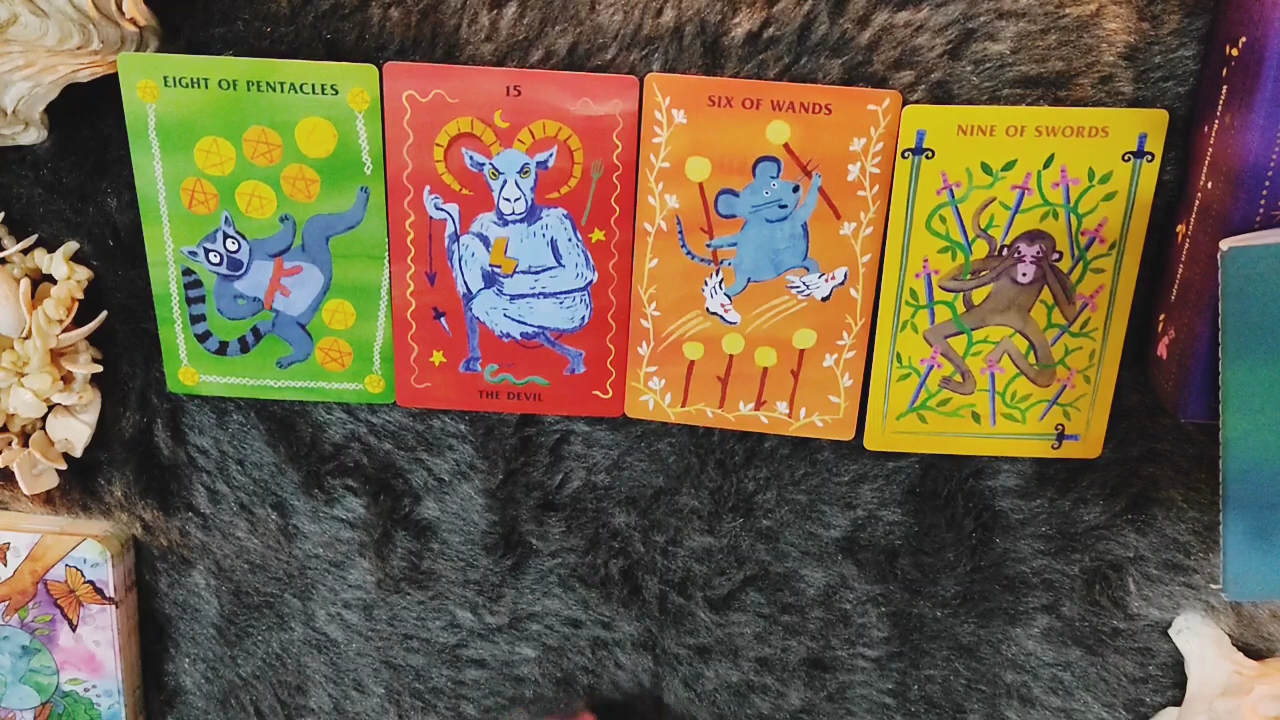 EIGHT OF PENTACLES
15
THE DEVIL
SIX OF WANDS
NINE OF SWORDS